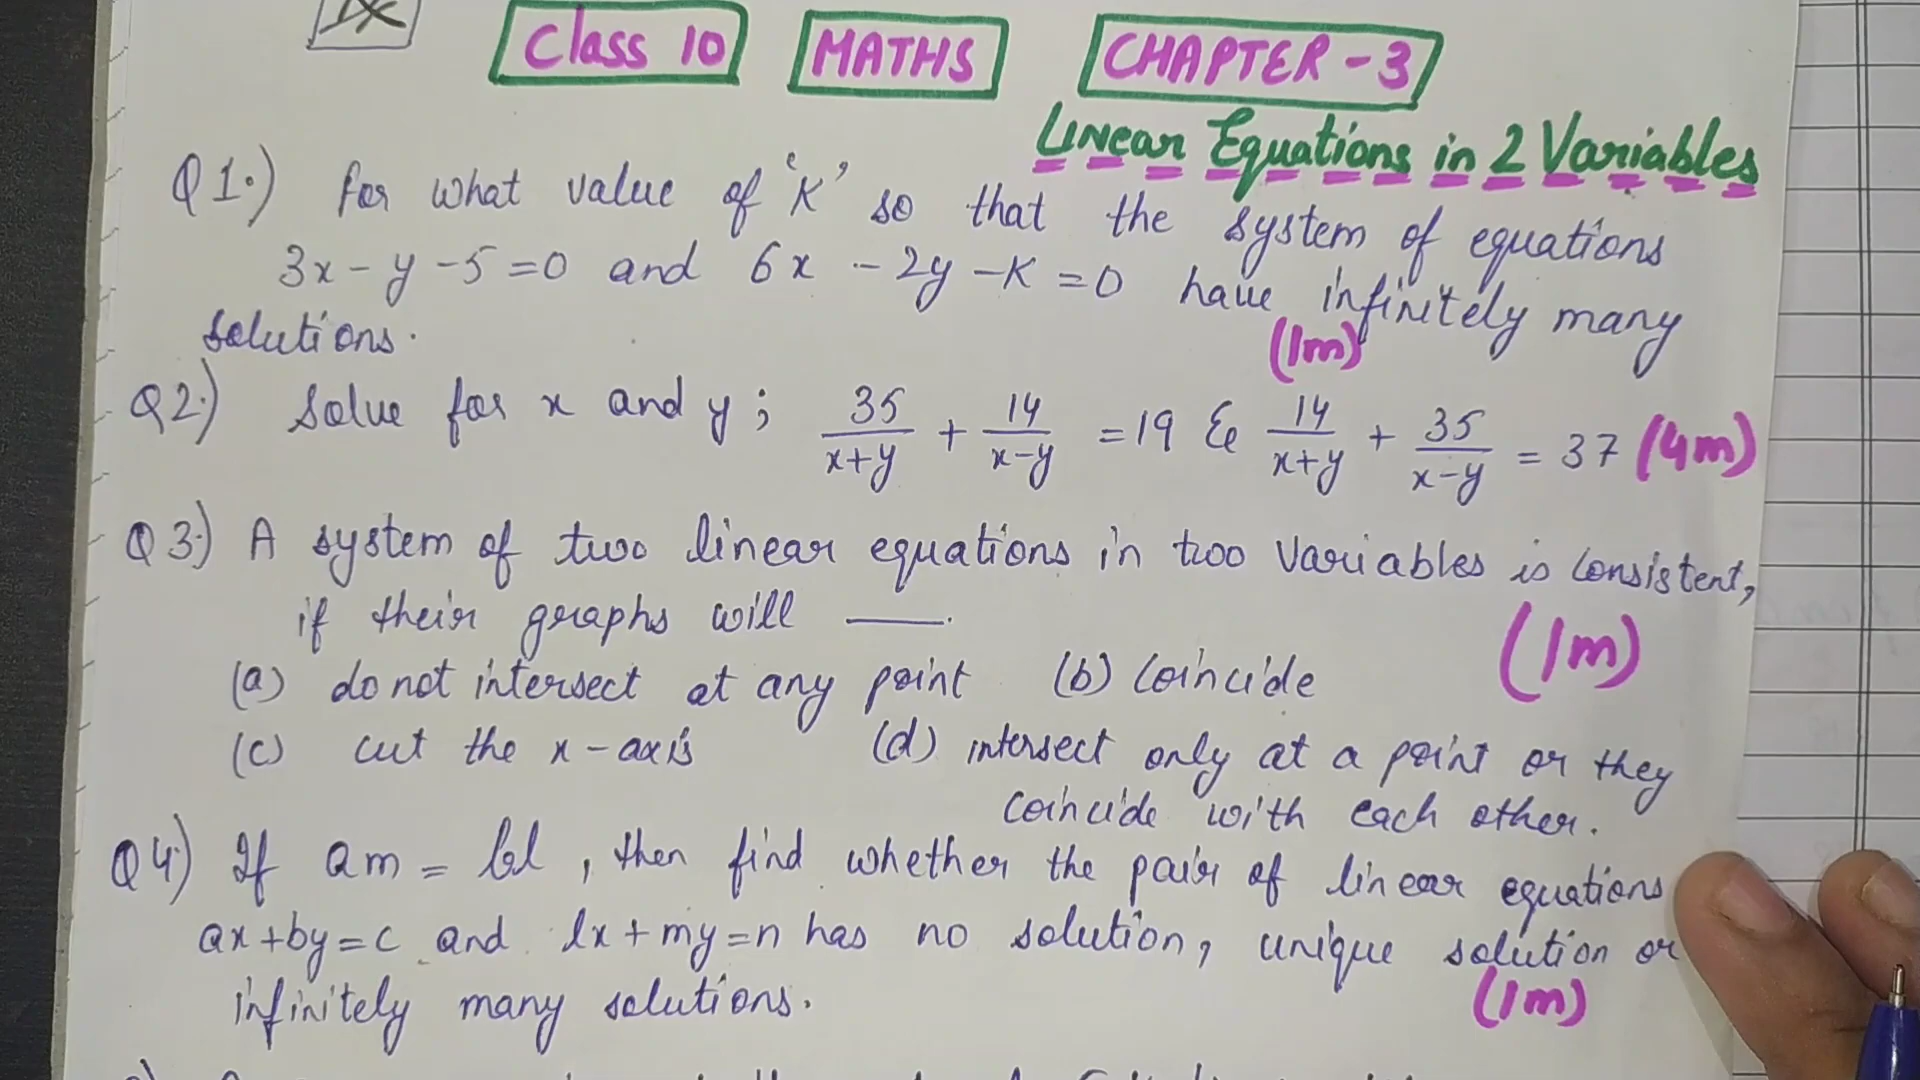 IX
Class 10 MATHS CHAPTER-3
Linear Equations in 2 Variables
Q1.) For what value of 'K' so that the system of equations
3x - y - 5 = 0 and 6x - 2y - K = 0 have infinitely many
solutions. (1m)
Q2.) Solve for x and y; 35/(x+y) + 14/(x-y) = 19 & 14/(x+y) + 35/(x-y) = 37 (4m)
Q3.) A system of two linear equations in two variables is consistent,
if their graphs will ____. (1m)
(a) do not intersect at any point (b) Coincide
(c) cut the x-axis (d) intersect only at a point or they
coincide with each other.
Q4.) If am = bl, then find whether the pair of linear equations
ax+by=c and lx+my=n has no solution, unique solution or
infinitely many solutions. (1m)